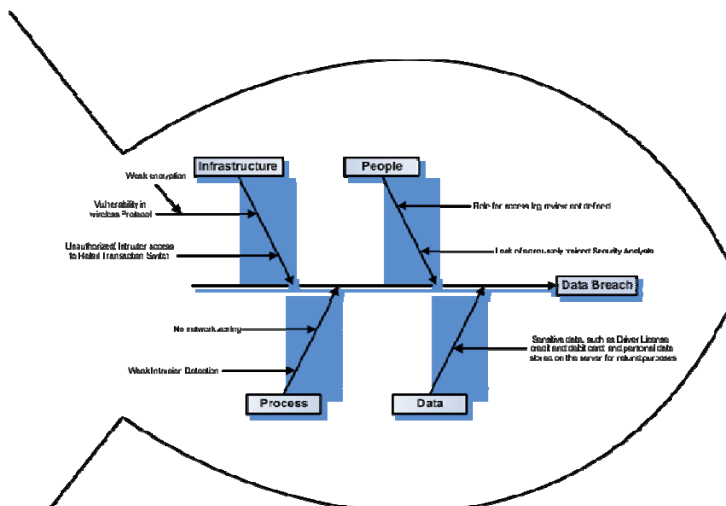 Infrastructure
People
Weak encryption
Vulnerability in
wireless Protocol
Role for access log review not defined
Unauthorized Intruder access
to Retail Transaction Switch
Lack of adequately trained Security Analysts
Data Breach
No network zoning
Sensitive data, such as Driver License
credit and debit card, and personal data
stored on the server for refund purposes
Weak Intrusion Detection
Process
Data